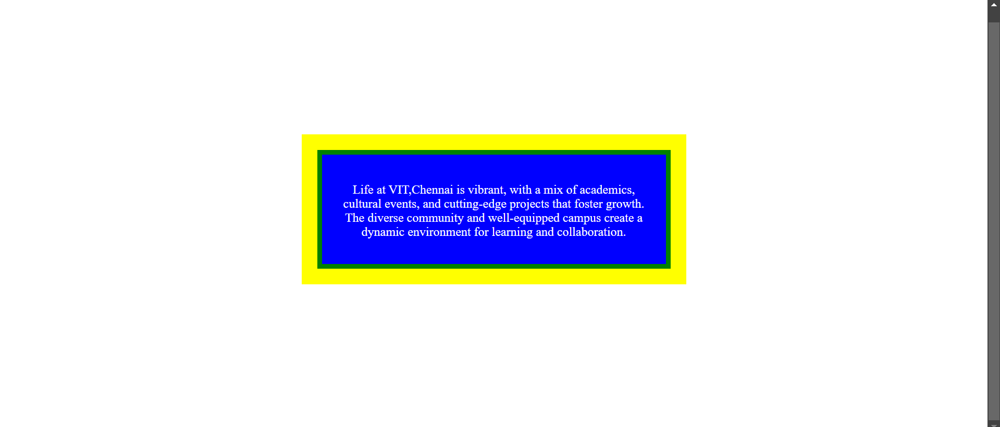 Life at VIT,Chennai is vibrant, with a mix of academics,
cultural events, and cutting-edge projects that foster growth.
The diverse community and well-equipped campus create a
dynamic environment for learning and collaboration.